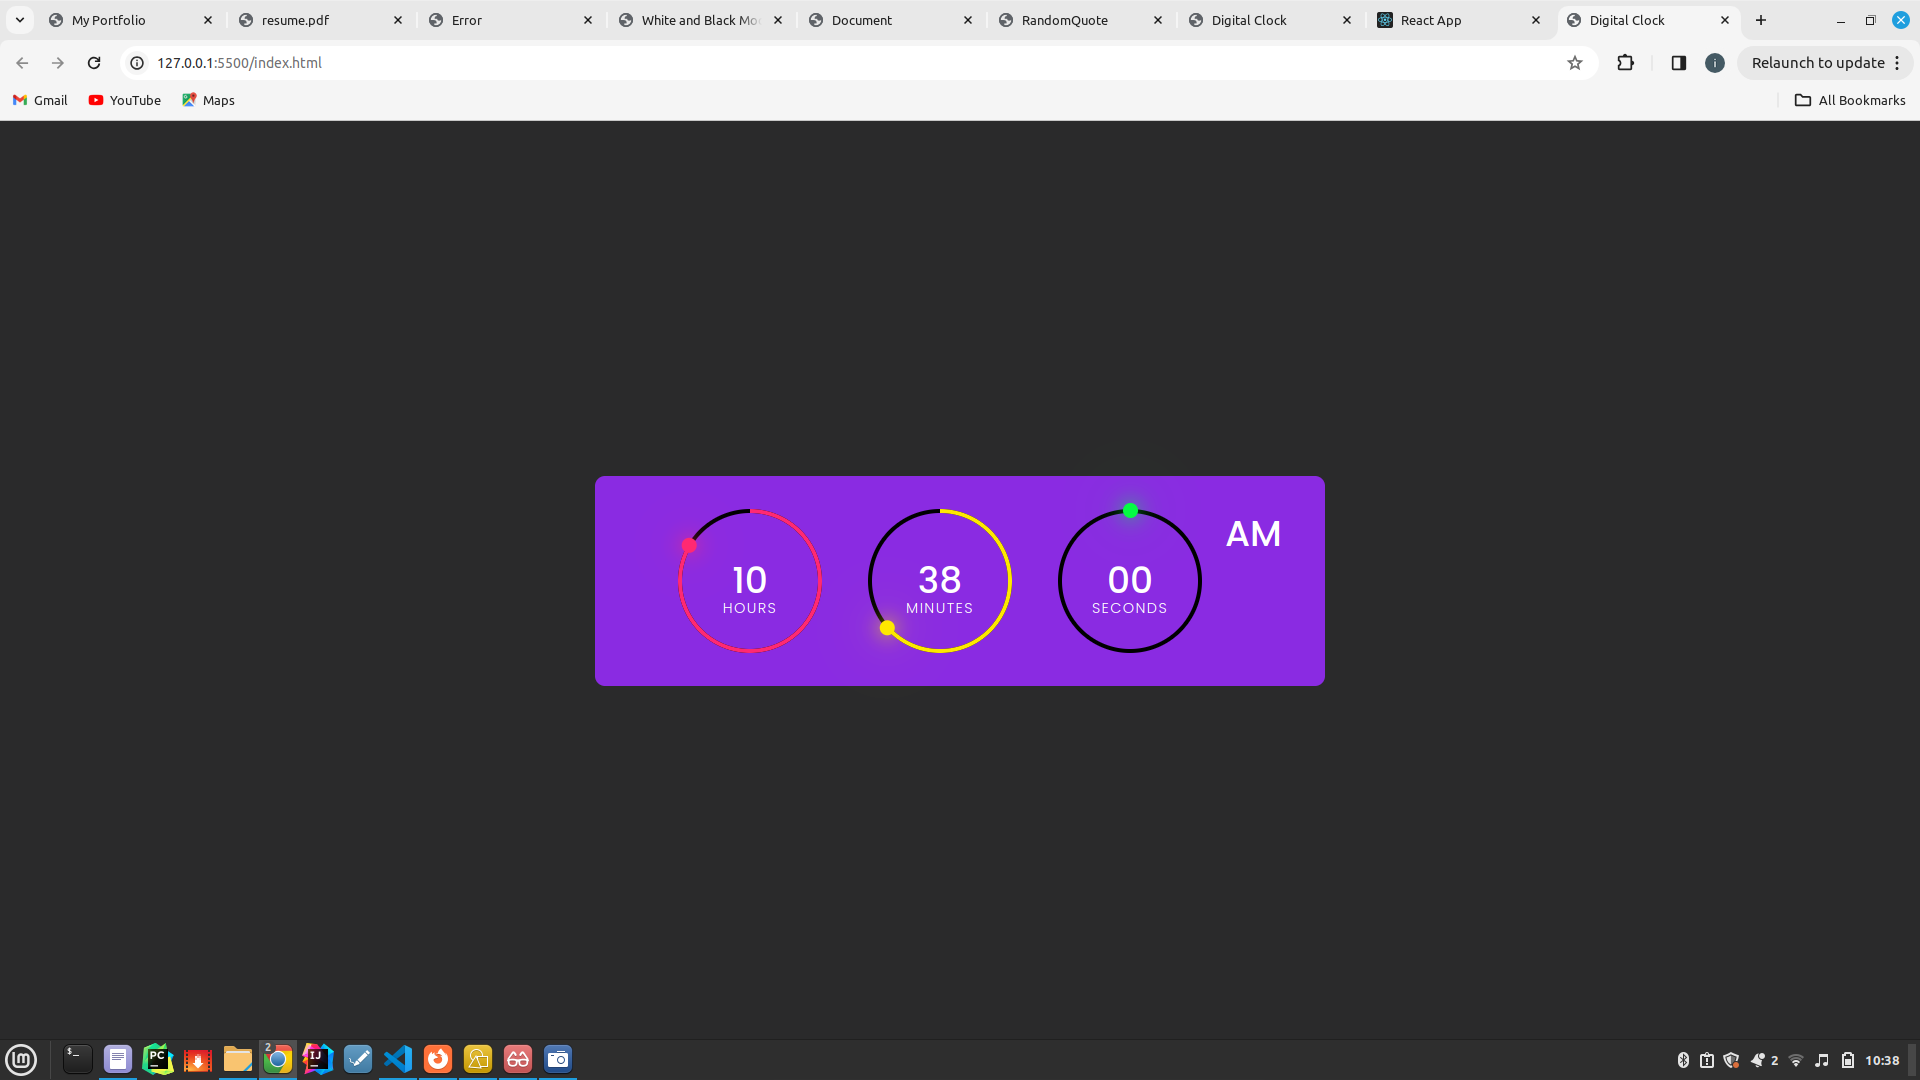 My Portfolio
resume.pdf
Error
White and Black Mo
Document
RandomQuote
Digital Clock
React App
Digital Clock
127.0.0.1:5500/index.html
i
Relaunch to update
Gmail
YouTube
Maps
All Bookmarks
10
HOURS
38
MINUTES
00
SECONDS
AM
$_
PC
2
IJ
2
10:38